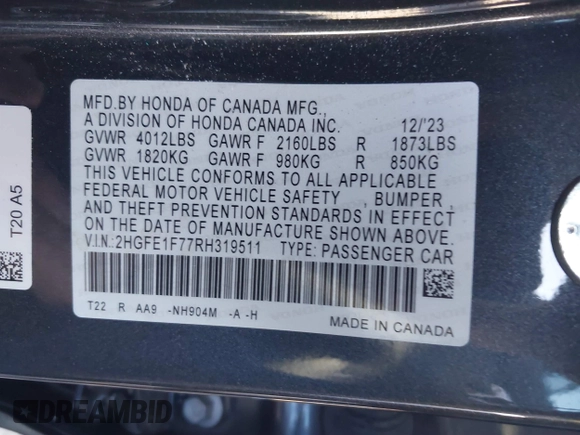 MFD.BY HONDA OF CANADA MFG.,
A DIVISION OF HONDA CANADA INC. 12/'23
GVWR 4012LBS GAWR F 2160LBS R 1873LBS
GVWR 1820KG GAWR F 980KG R 850KG
THIS VEHICLE CONFORMS TO ALL APPLICABLE
FEDERAL MOTOR VEHICLE SAFETY , BUMPER ,
AND THEFT PREVENTION STANDARDS IN EFFECT
ON THE DATE OF MANUFACTURE SHOWN ABOVE.
V.I.N.:2HGFE1F77RH319511 TYPE: PASSENGER CAR
T22 R AA9 -NH904M -A -H
MADE IN CANADA
T20 A5
DREAMBID